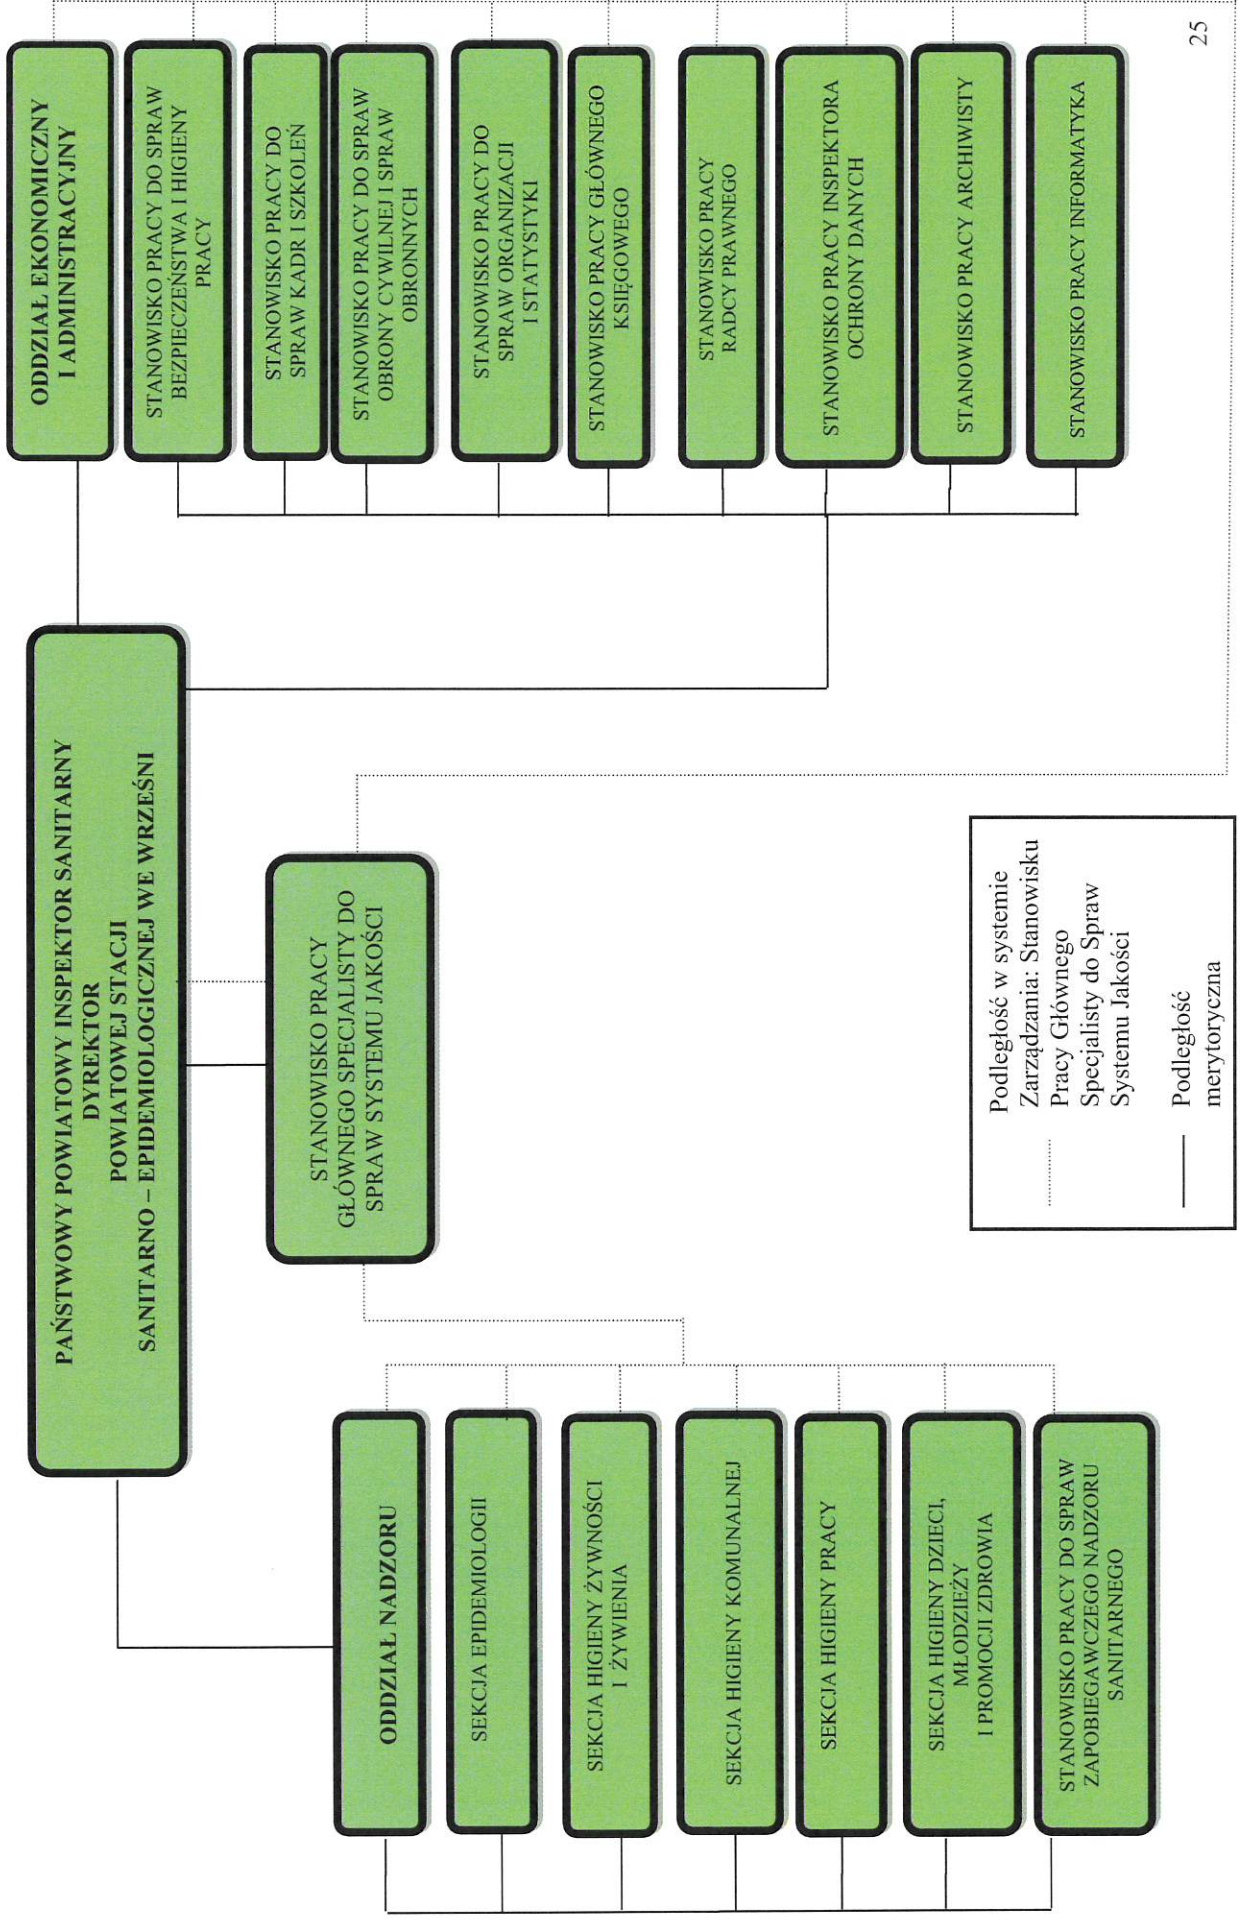 PAŃSTWOWY POWIATOWY INSPEKTOR SANITARNY
DYREKTOR
POWIATOWEJ STACJI
SANITARNO – EPIDEMIOLOGICZNEJ WE WRZEŚNI
STANOWISKO PRACY
GŁÓWNEGO SPECJALISTY DO
SPRAW SYSTEMU JAKOŚCI
ODDZIAŁ NADZORU
SEKCJA EPIDEMIOLOGII
SEKCJA HIGIENY ŻYWNOŚCI
I ŻYWIENIA
SEKCJA HIGIENY KOMUNALNEJ
SEKCJA HIGIENY PRACY
SEKCJA HIGIENY DZIECI,
MŁODZIEŻY
I PROMOCJI ZDROWIA
STANOWISKO PRACY DO SPRAW
ZAPOBIEGAWCZEGO NADZORU
SANITARNEGO
ODDZIAŁ EKONOMICZNY
I ADMINISTRACYJNY
STANOWISKO PRACY DO SPRAW
BEZPIECZEŃSTWA I HIGIENY
PRACY
STANOWISKO PRACY DO
SPRAW KADR I SZKOLEŃ
STANOWISKO PRACY DO SPRAW
OBRONY CYWILNEJ I SPRAW
OBRONNYCH
STANOWISKO PRACY DO
SPRAW ORGANIZACJI
I STATYSTYKI
STANOWISKO PRACY GŁÓWNEGO
KSIĘGOWEGO
STANOWISKO PRACY
RADCY PRAWNEGO
STANOWISKO PRACY INSPEKTORA
OCHRONY DANYCH
STANOWISKO PRACY ARCHIWISTY
STANOWISKO PRACY INFORMATYKA
Podległość w systemie
Zarządzania: Stanowisku
Pracy Głównego
Specjalisty do Spraw
Systemu Jakości
Podległość
merytoryczna
25